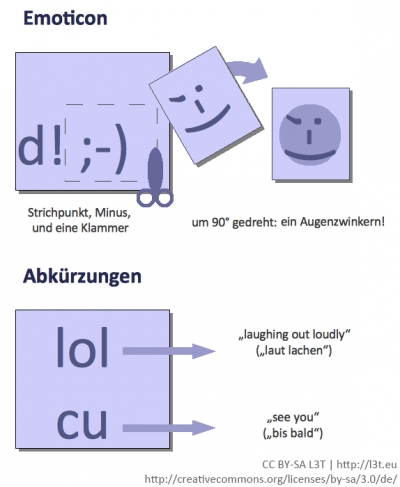 Emoticon
d! ;-)
Strichpunkt, Minus,
und eine Klammer
um 90° gedreht: ein Augenzwinkern!
Abkürzungen
lol
„laughing out loudly“
(„laut lachen“)
cu
„see you“
(„bis bald“)
CC BY-SA L3T | http://l3t.eu
http://creativecommons.org/licenses/by-sa/3.0/de/